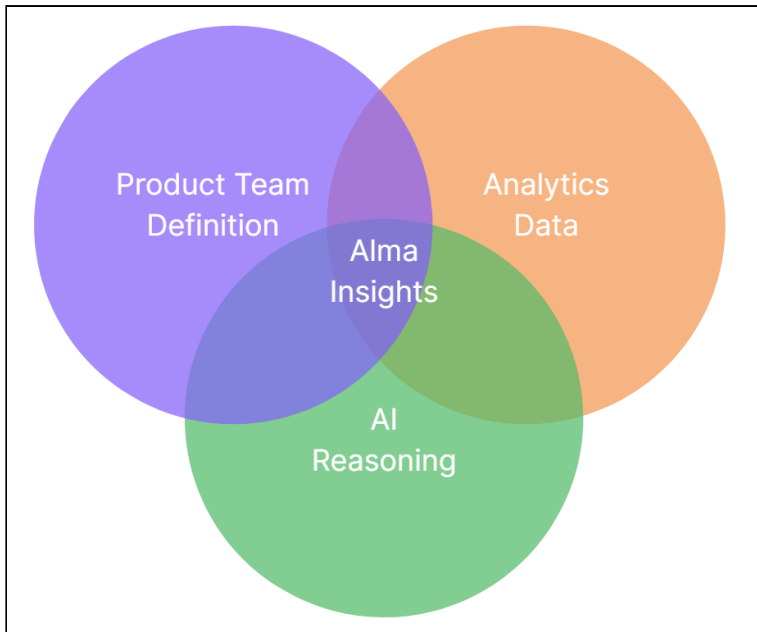 Product Team
Definition
Analytics
Data
Alma
Insights
AI
Reasoning